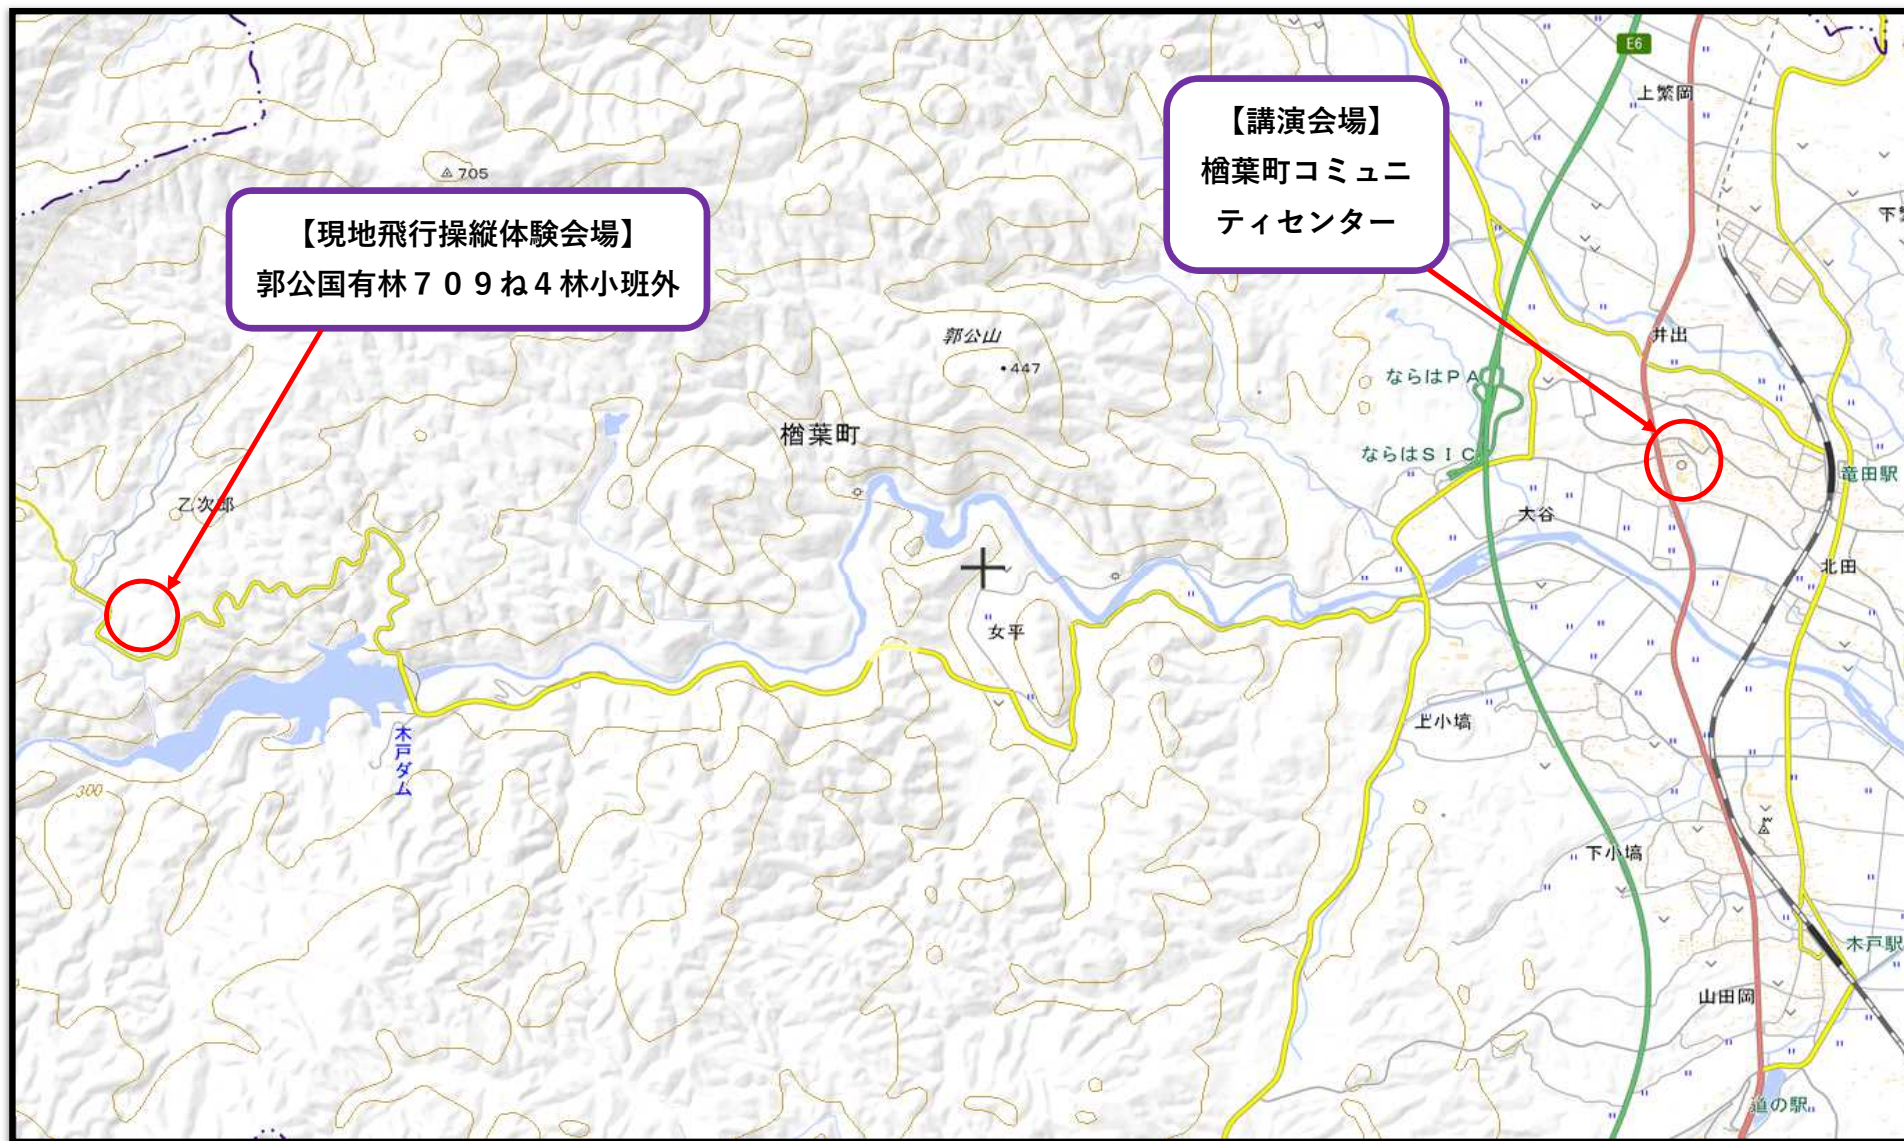 E6
上繁岡
【講演会場】
楢葉町コミュニ
ティセンター
705
【現地飛行操縦体験会場】
郭公国有林７０９ね４林小班外
井出
郭公山
447
ならはＰＡ
楢葉町
ならはＳＩＣ
竜田駅
乙次郎
大谷
北田
女平
上小塙
木戸ダム
300
下小塙
木戸駅
山田岡
道の駅